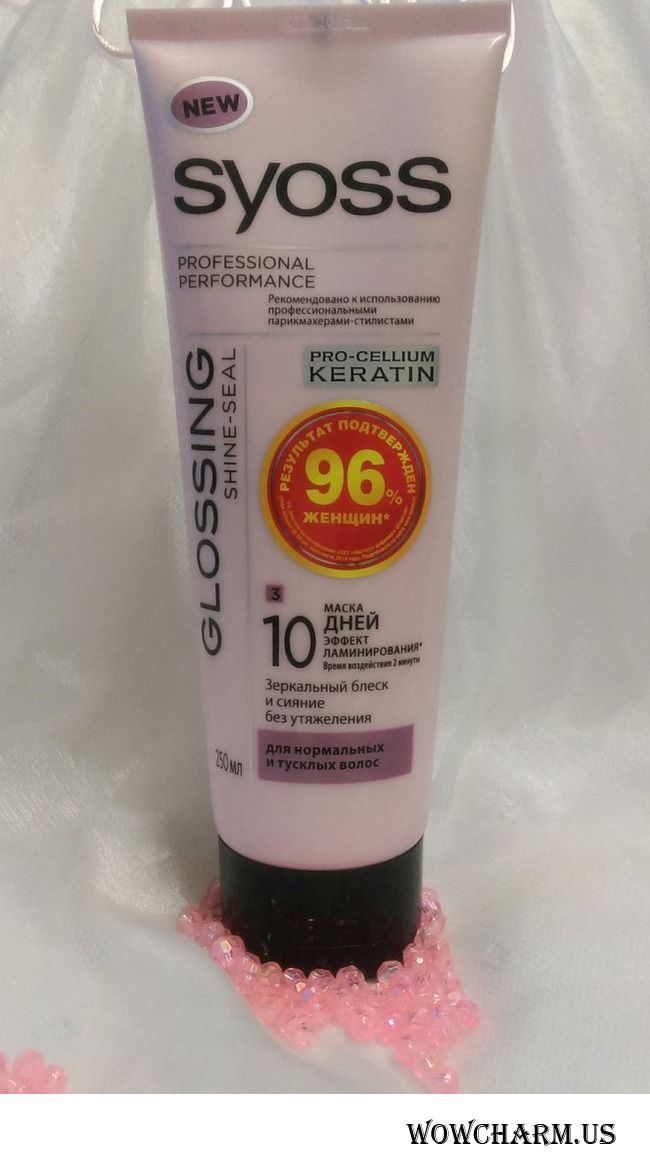 NEW
syoss
PROFESSIONAL
PERFORMANCE
Рекомендовано к использованию
профессиональными
парикмахерами-стилистами
GLOSSING
SHINE-SEAL
PRO-CELLIUM
KERATIN
РЕЗУЛЬТАТ ПОДТВЕРЖДЕН
96%
ЖЕНЩИН*
3
МАСКА
10 ДНЕЙ
ЭФФЕКТ
ЛАМИНИРОВАНИЯ*
Время воздействия 2 минуты
Зеркальный блеск
и сияние
без утяжеления
для нормальных
и тусклых волос
250 мл
WOWCHARM.US